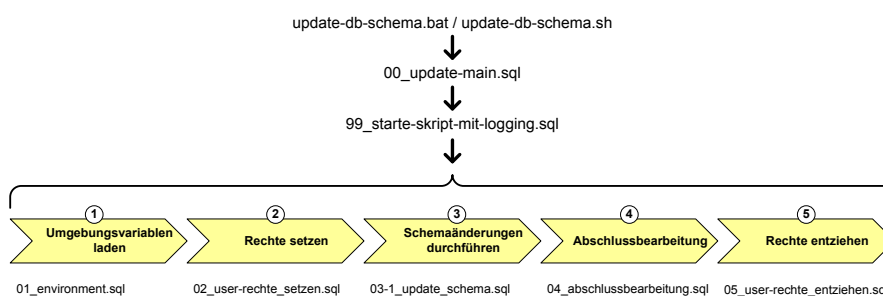 update-db-schema.bat / update-db-schema.sh
00_update-main.sql
99_starte-skript-mit-logging.sql
1
2
3
4
5
Umgebungsvariablen
laden
Rechte setzen
Schemaänderungen
durchführen
Abschlussbearbeitung
Rechte entziehen
01_environment.sql
02_user-rechte_setzen.sql
03-1_update_schema.sql
04_abschlussbearbeitung.sql
05_user-rechte_entziehen.sq